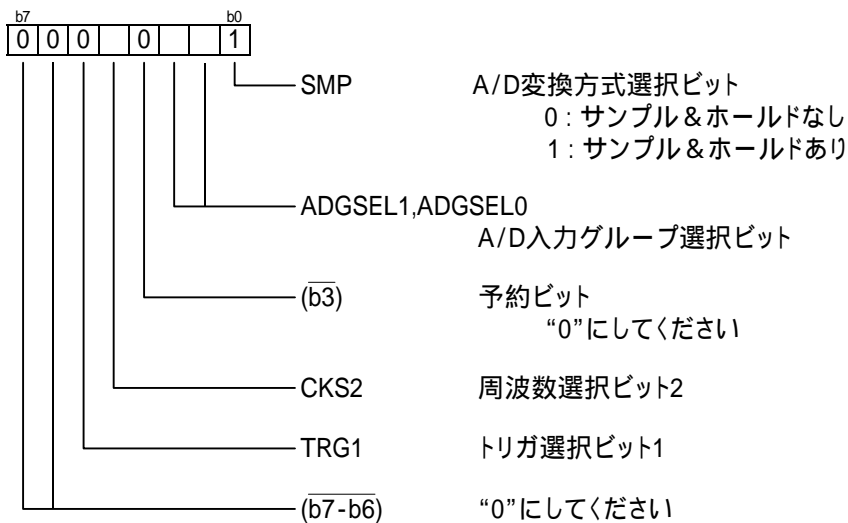 b7 b0
0 0 0 0 1
SMP A/D変換方式選択ビット
0 : サンプル＆ホールドなし
1 : サンプル＆ホールドあり
ADGSEL1,ADGSEL0
A/D入力グループ選択ビット
(b3) 予約ビット
“0”にしてください
CKS2 周波数選択ビット2
TRG1 トリガ選択ビット1
(b7-b6) “0”にしてください